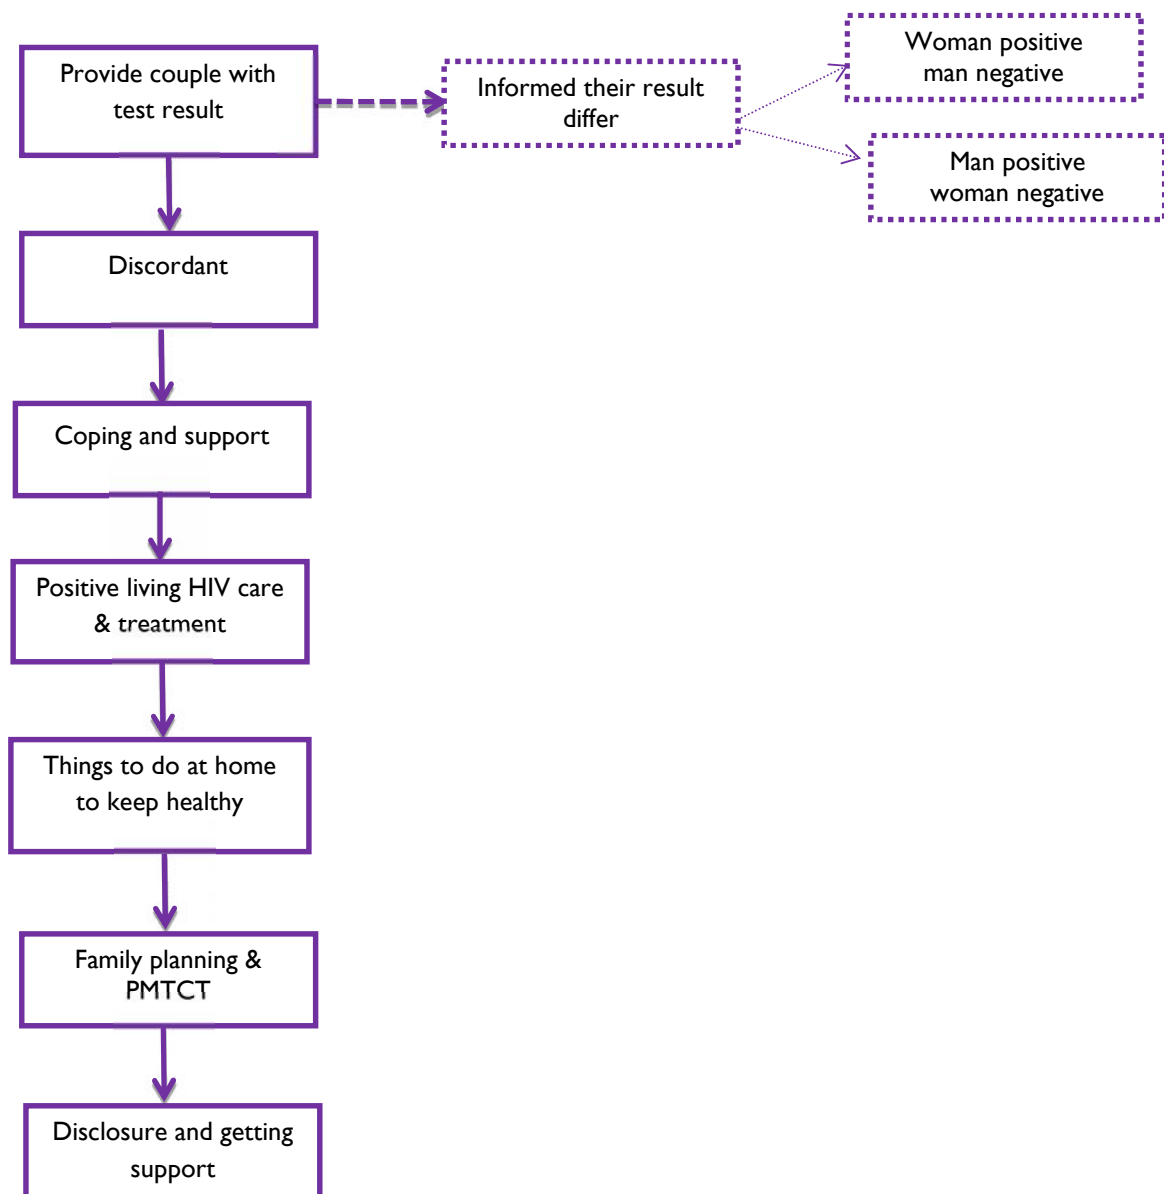 Provide couple with
test result
Informed their result
differ
Woman positive
man negative
Man positive
woman negative
Discordant
Coping and support
Positive living HIV care
& treatment
Things to do at home
to keep healthy
Family planning &
PMTCT
Disclosure and getting
support